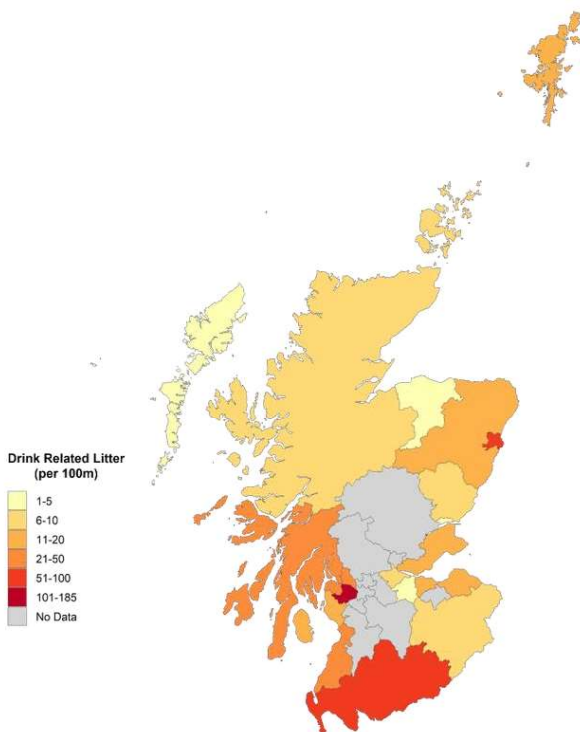 Drink Related Litter
(per 100m)
1-5
6-10
11-20
21-50
51-100
101-185
No Data